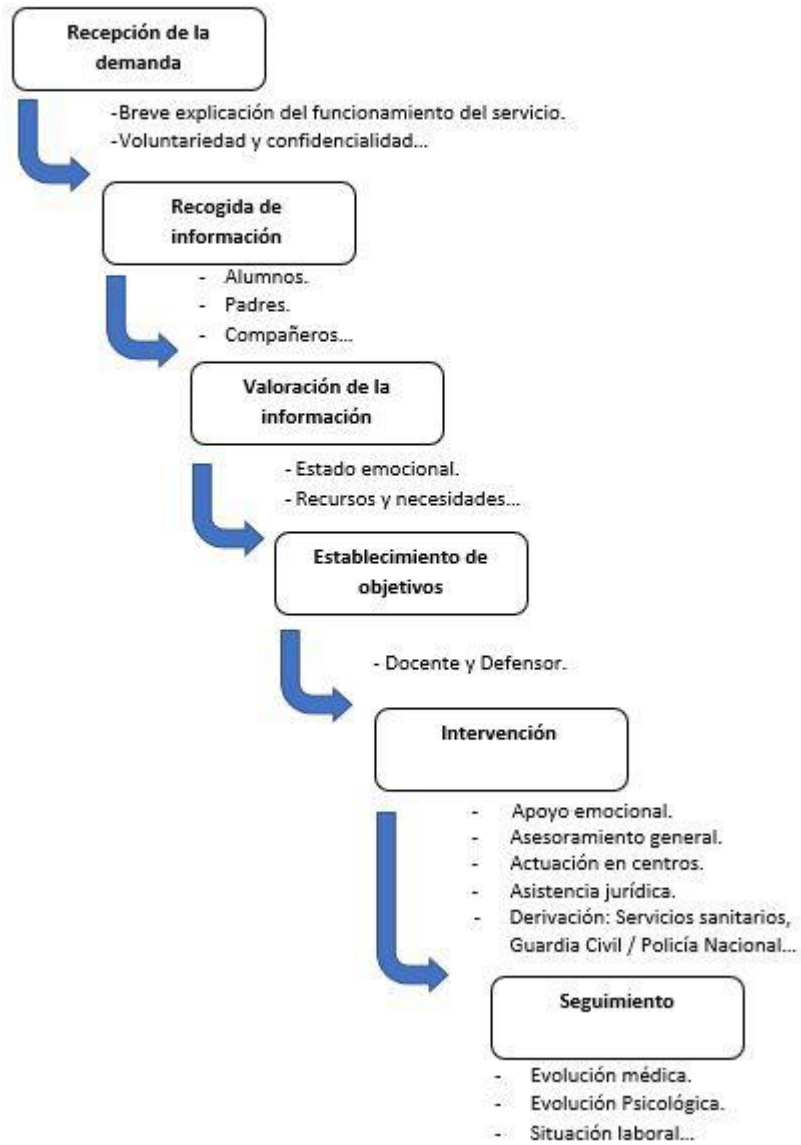 Recepción de la
demanda
-Breve explicación del funcionamiento del servicio.
-Voluntariedad y confidencialidad...
Recogida de
información
- Alumnos.
- Padres.
- Compañeros...
Valoración de la
información
- Estado emocional.
- Recursos y necesidades...
Establecimiento de
objetivos
- Docente y Defensor.
Intervención
- Apoyo emocional.
- Asesoramiento general.
- Actuación en centros.
- Asistencia jurídica.
- Derivación: Servicios sanitarios,
Guardia Civil / Policía Nacional...
Seguimiento
- Evolución médica.
- Evolución Psicológica.
- Situación laboral...